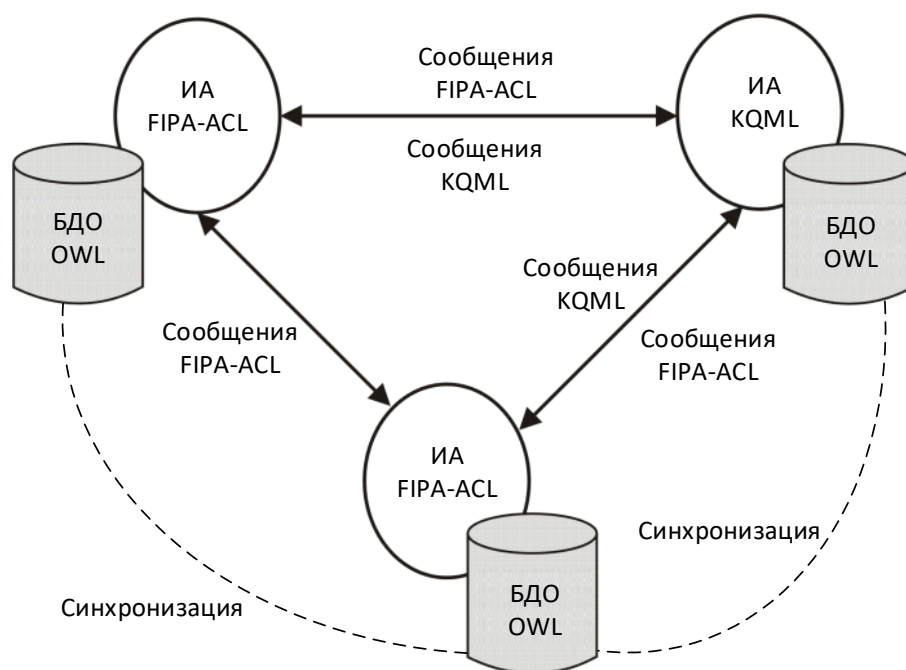 Сообщения
FIPA-ACL
ИА
FIPA-ACL
ИА
KQML
Сообщения
KQML
БДО
OWL
БДО
OWL
Сообщения
KQML
Сообщения
FIPA-ACL
Сообщения
FIPA-ACL
ИА
FIPA-ACL
Синхронизация
Синхронизация
БДО
OWL